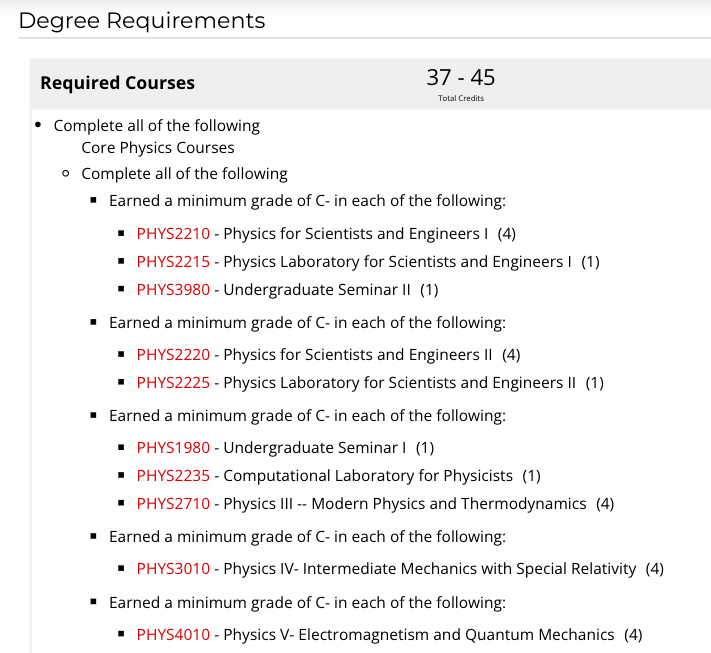 Degree Requirements
Required Courses
37 - 45
Total Credits
Complete all of the following
Core Physics Courses
Complete all of the following
Earned a minimum grade of C- in each of the following:
PHYS2210 - Physics for Scientists and Engineers I (4)
PHYS2215 - Physics Laboratory for Scientists and Engineers I (1)
PHYS3980 - Undergraduate Seminar II (1)
Earned a minimum grade of C- in each of the following:
PHYS2220 - Physics for Scientists and Engineers II (4)
PHYS2225 - Physics Laboratory for Scientists and Engineers II (1)
Earned a minimum grade of C- in each of the following:
PHYS1980 - Undergraduate Seminar I (1)
PHYS2235 - Computational Laboratory for Physicists (1)
PHYS2710 - Physics III -- Modern Physics and Thermodynamics (4)
Earned a minimum grade of C- in each of the following:
PHYS3010 - Physics IV- Intermediate Mechanics with Special Relativity (4)
Earned a minimum grade of C- in each of the following:
PHYS4010 - Physics V- Electromagnetism and Quantum Mechanics (4)